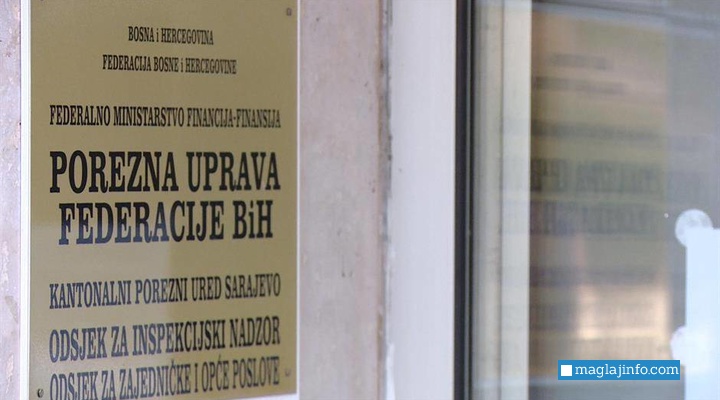 BOSNA i HERCEGOVINA
FEDERACIJA BOSNE i HERCEGOVINE
FEDERALNO MINISTARSTVO FINANCIJA-FINANSIJA
POREZNA UPRAVA
FEDERACIJE BiH
KANTONALNI POREZNI URED SARAJEVO
ODSJEK ZA INSPEKCIJSKI NADZOR
ODSJEK ZA ZAJEDNIČKE I OPĆE POSLOVE
maglajinfo.com